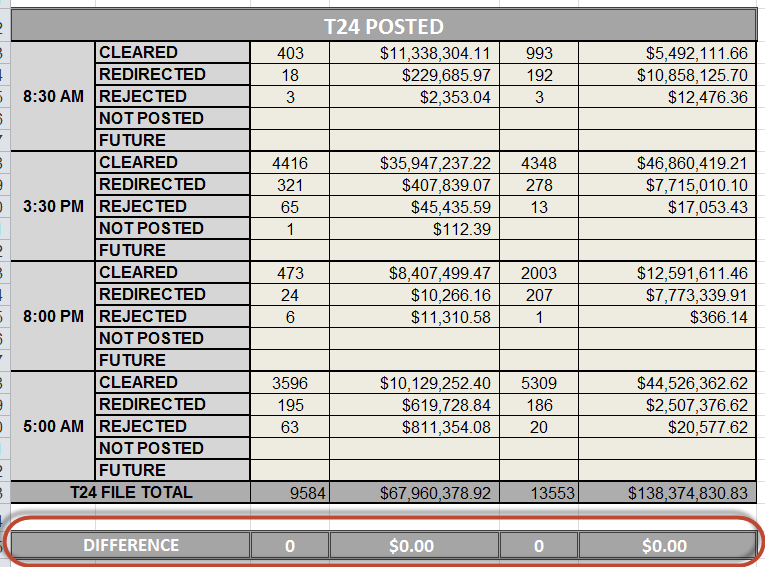 T24 POSTED
8:30 AM CLEARED 403 $11,338,304.11 993 $5,492,111.66
REDIRECTED 18 $229,685.97 192 $10,858,125.70
REJECTED 3 $2,353.04 3 $12,476.36
NOT POSTED
FUTURE
3:30 PM CLEARED 4416 $35,947,237.22 4348 $46,860,419.21
REDIRECTED 321 $407,839.07 278 $7,715,010.10
REJECTED 65 $45,435.59 13 $17,053.43
NOT POSTED 1 $112.39
FUTURE
8:00 PM CLEARED 473 $8,407,499.47 2003 $12,591,611.46
REDIRECTED 24 $10,266.16 207 $7,773,339.91
REJECTED 6 $11,310.58 1 $366.14
NOT POSTED
FUTURE
5:00 AM CLEARED 3596 $10,129,252.40 5309 $44,526,362.62
REDIRECTED 195 $619,728.84 186 $2,507,376.62
REJECTED 63 $811,354.08 20 $20,577.62
NOT POSTED
FUTURE
T24 FILE TOTAL 9584 $67,960,378.92 13553 $138,374,830.83
DIFFERENCE 0 $0.00 0 $0.00